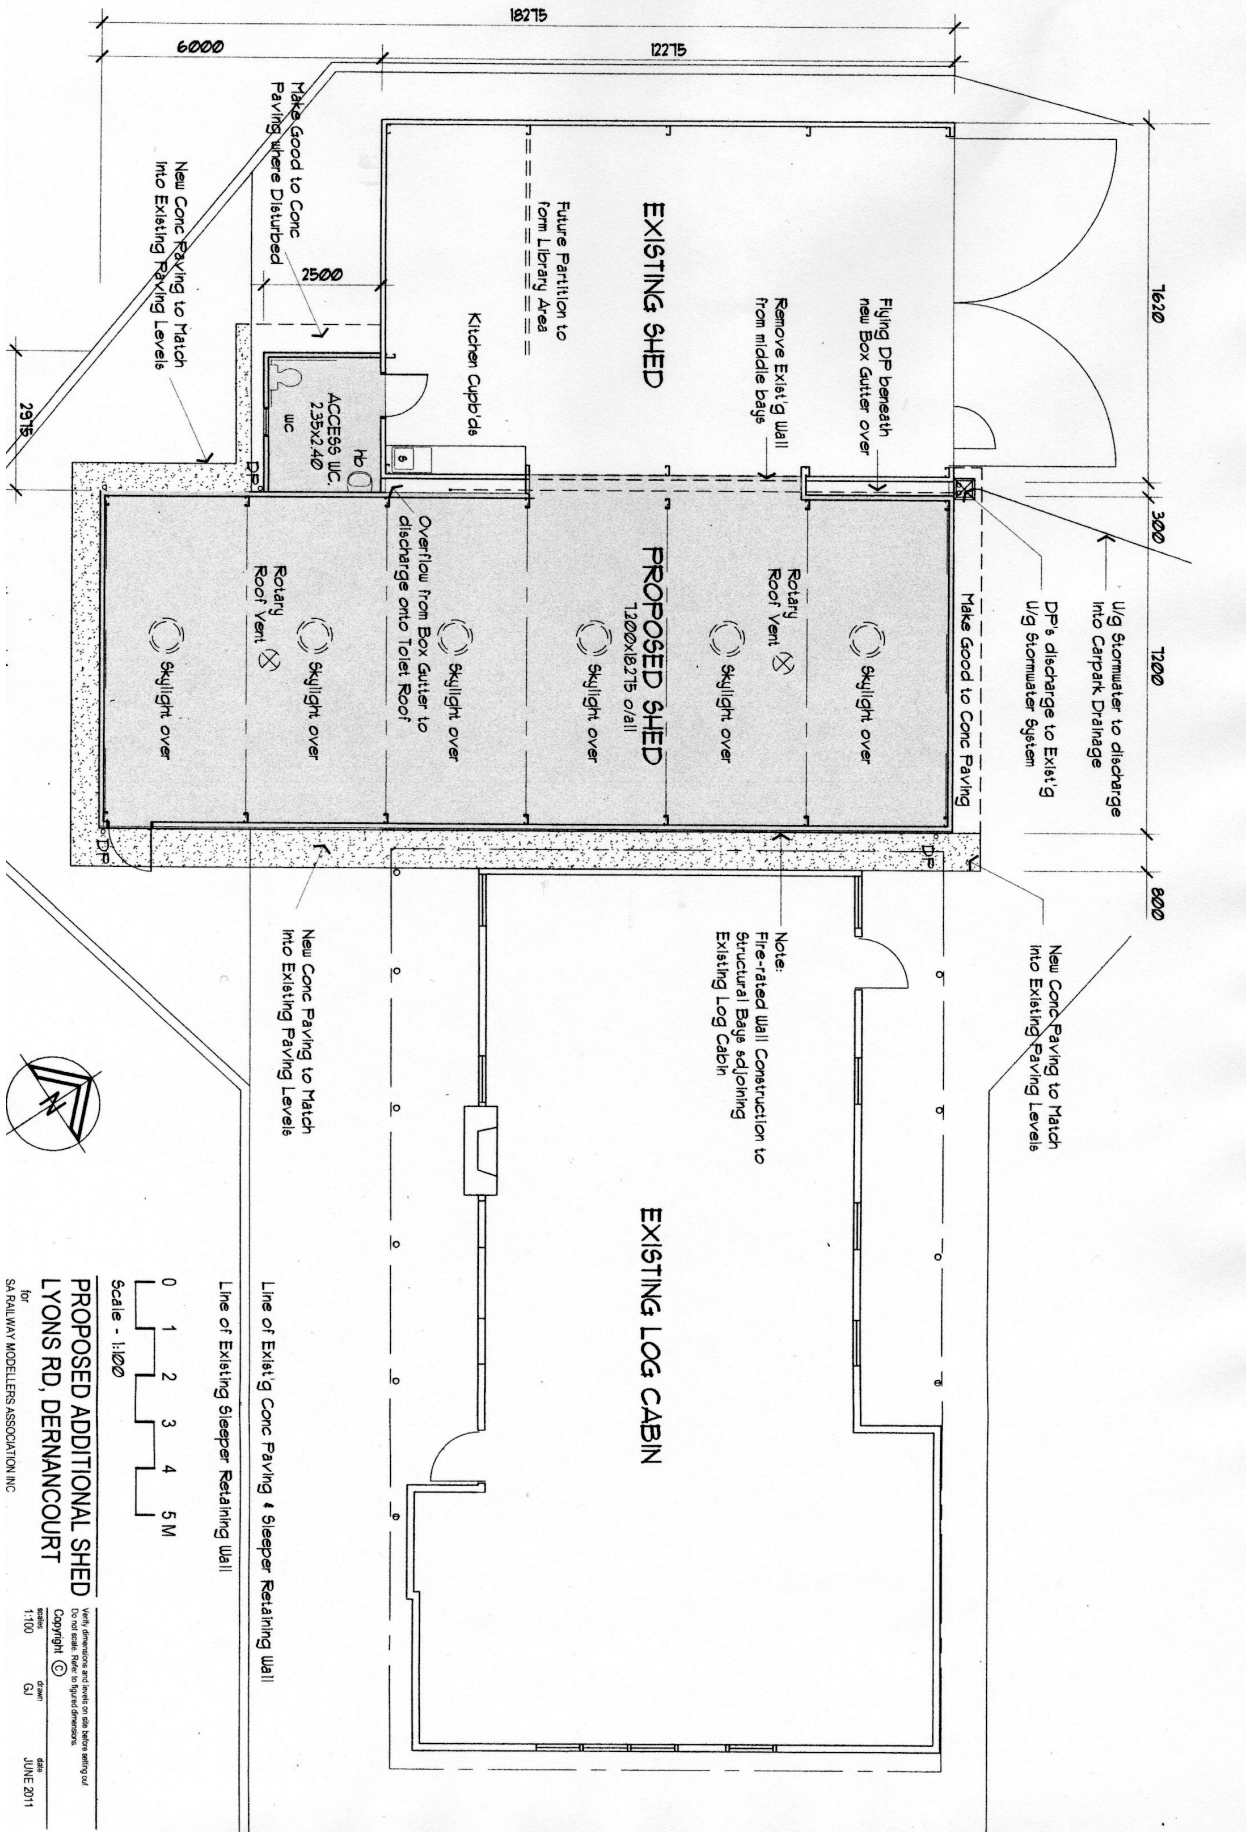 18275
6000
12275
Make Good to Conc
Paving where Disturbed
New Conc Paving to Match
into Existing Paving Levels
2500
2975
EXISTING SHED
Future Partition to
form Library Area
Kitchen Cupb'ds
Remove Exist'g Wall
from middle bays
Flying DP beneath
new Box Gutter over
7620
300
7200
800
ACCESS WC
2.35x2.40
WC
hb
S
DP
Overflow from Box Gutter to
discharge onto Toilet Roof
PROPOSED SHED
7.200x18.275 o/all
Rotary
Roof Vent
Rotary
Roof Vent
Skylight over
Skylight over
Skylight over
Skylight over
Skylight over
Skylight over
U/g Stormwater to discharge
into Carpark Drainage
DP's discharge to Exist'g
U/g Stormwater System
Make Good to Conc Paving
DP
DP
New Conc Paving to Match
into Existing Paving Levels
Note:
Fire-rated Wall Construction to
Structural Bays adjoining
Existing Log Cabin
New Conc Paving to Match
into Existing Paving Levels
EXISTING LOG CABIN
N
Line of Exist'g Conc Paving & Sleeper Retaining Wall
Line of Existing Sleeper Retaining Wall
0 1 2 3 4 5 M
Scale - 1:100
PROPOSED ADDITIONAL SHED
LYONS RD, DERNANCOURT
for
SA RAILWAY MODELLERS ASSOCIATION INC
Verify dimensions and levels on site before setting out
Do not scale. Refer to figured dimensions.
Copyright ©
scales
1:100
drawn
GJ
date
JUNE 2011